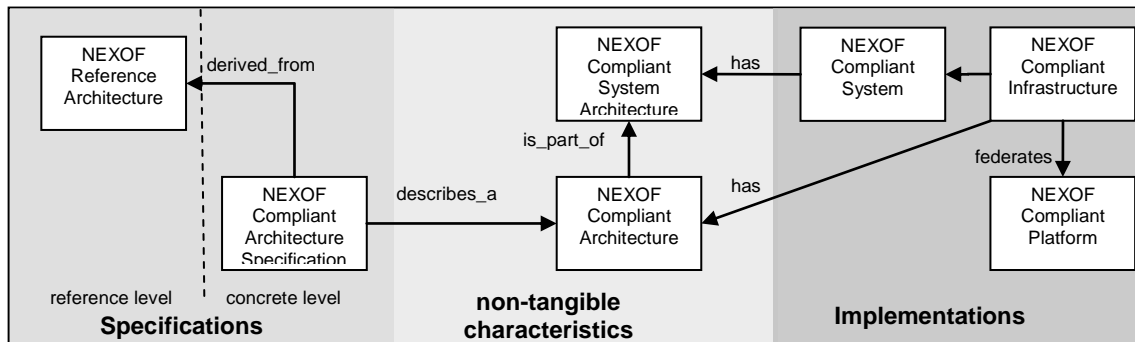 NEXOF
Reference
Architecture
derived_from
NEXOF
Compliant
Architecture
Specification
reference level
concrete level
Specifications
describes_a
NEXOF
Compliant
System
Architecture
is_part_of
NEXOF
Compliant
Architecture
non-tangible
characteristics
has
has
NEXOF
Compliant
System
NEXOF
Compliant
Infrastructure
federates
NEXOF
Compliant
Platform
Implementations